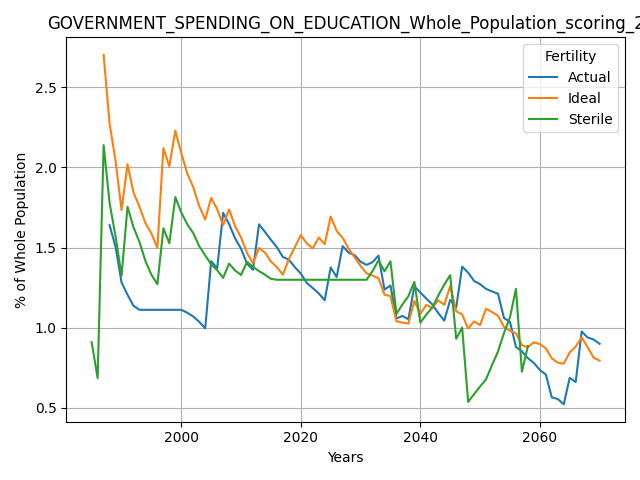 GOVERNMENT_SPENDING_ON_EDUCATION_Whole_Population_scoring_2
Fertility
Actual
Ideal
Sterile
% of Whole Population
2.5
2.0
1.5
1.0
0.5
2000 2020 2040 2060
Years